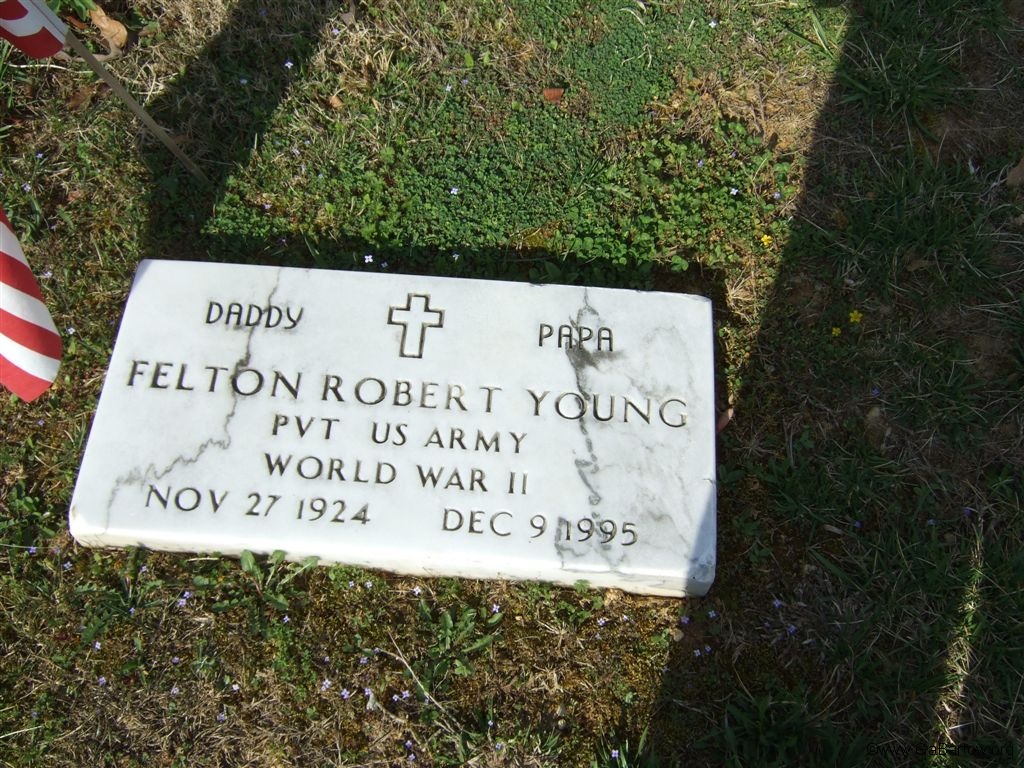 DADDY PAPA
FELTON ROBERT YOUNG
PVT US ARMY
WORLD WAR II
NOV 27 1924 DEC 9 1995